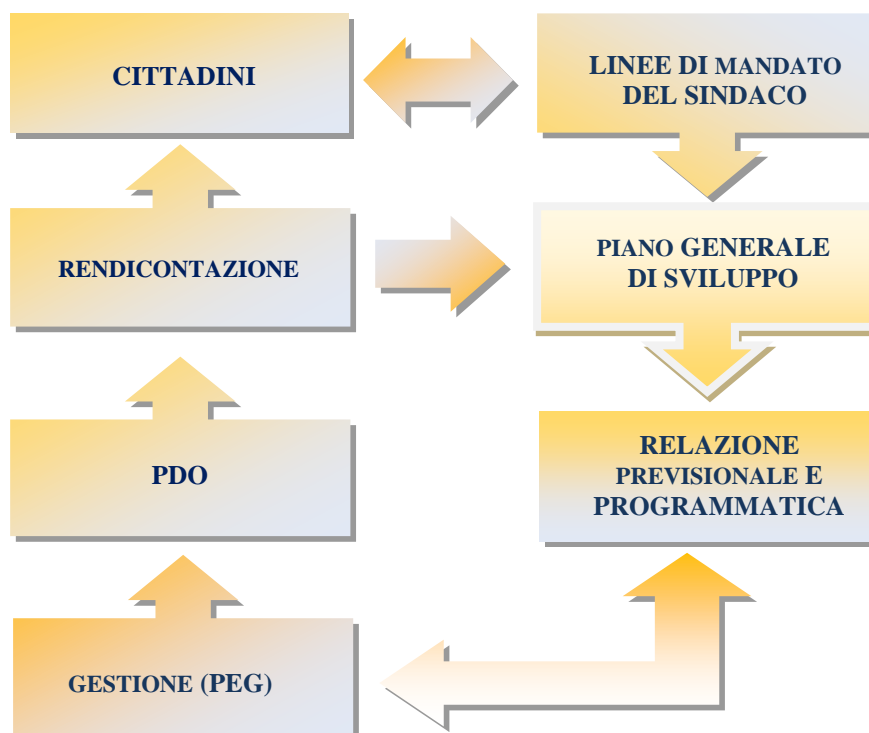 CITTADINI
LINEE DI MANDATO
DEL SINDACO
RENDICONTAZIONE
PIANO GENERALE
DI SVILUPPO
PDO
RELAZIONE
PREVISIONALE E
PROGRAMMATICA
GESTIONE (PEG)